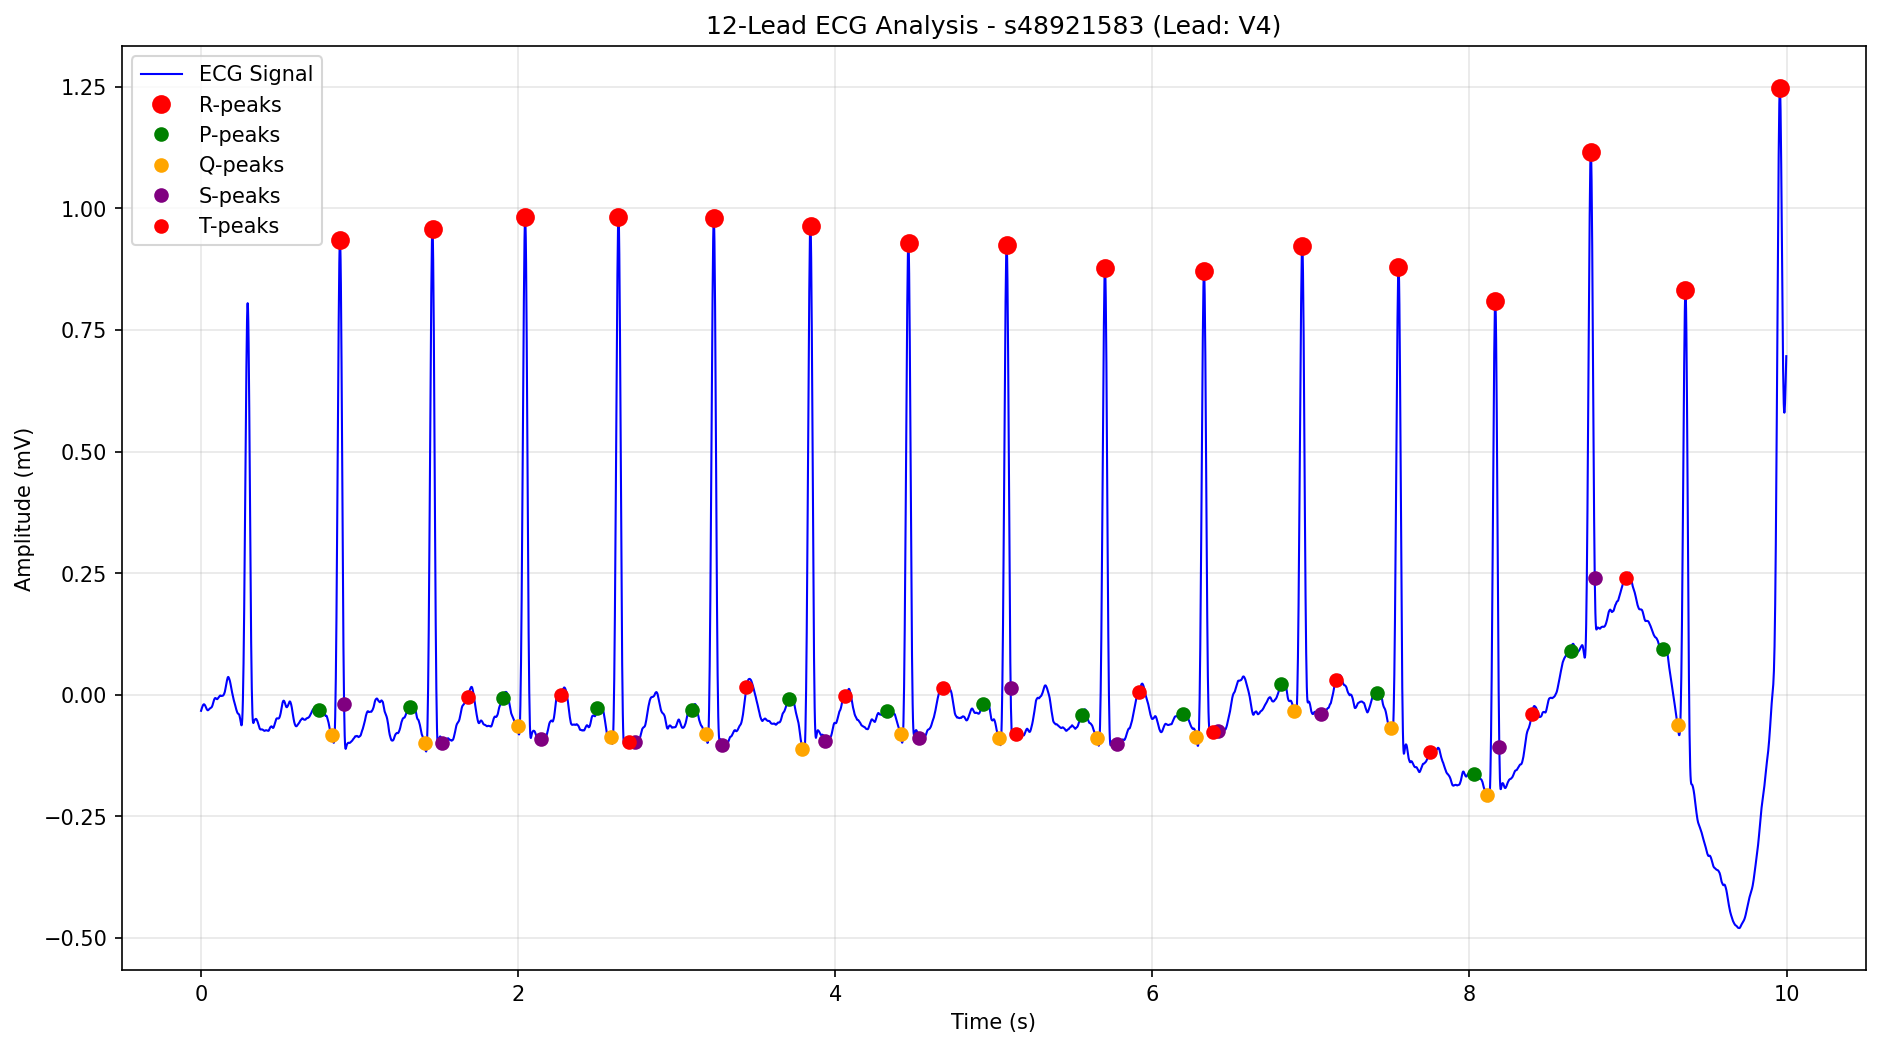 12-Lead ECG Analysis - s48921583 (Lead: V4)
ECG Signal
R-peaks
P-peaks
Q-peaks
S-peaks
T-peaks
1.25
1.00
0.75
0.50
0.25
0.00
−0.25
−0.50
Amplitude (mV)
0 2 4 6 8 10
Time (s)